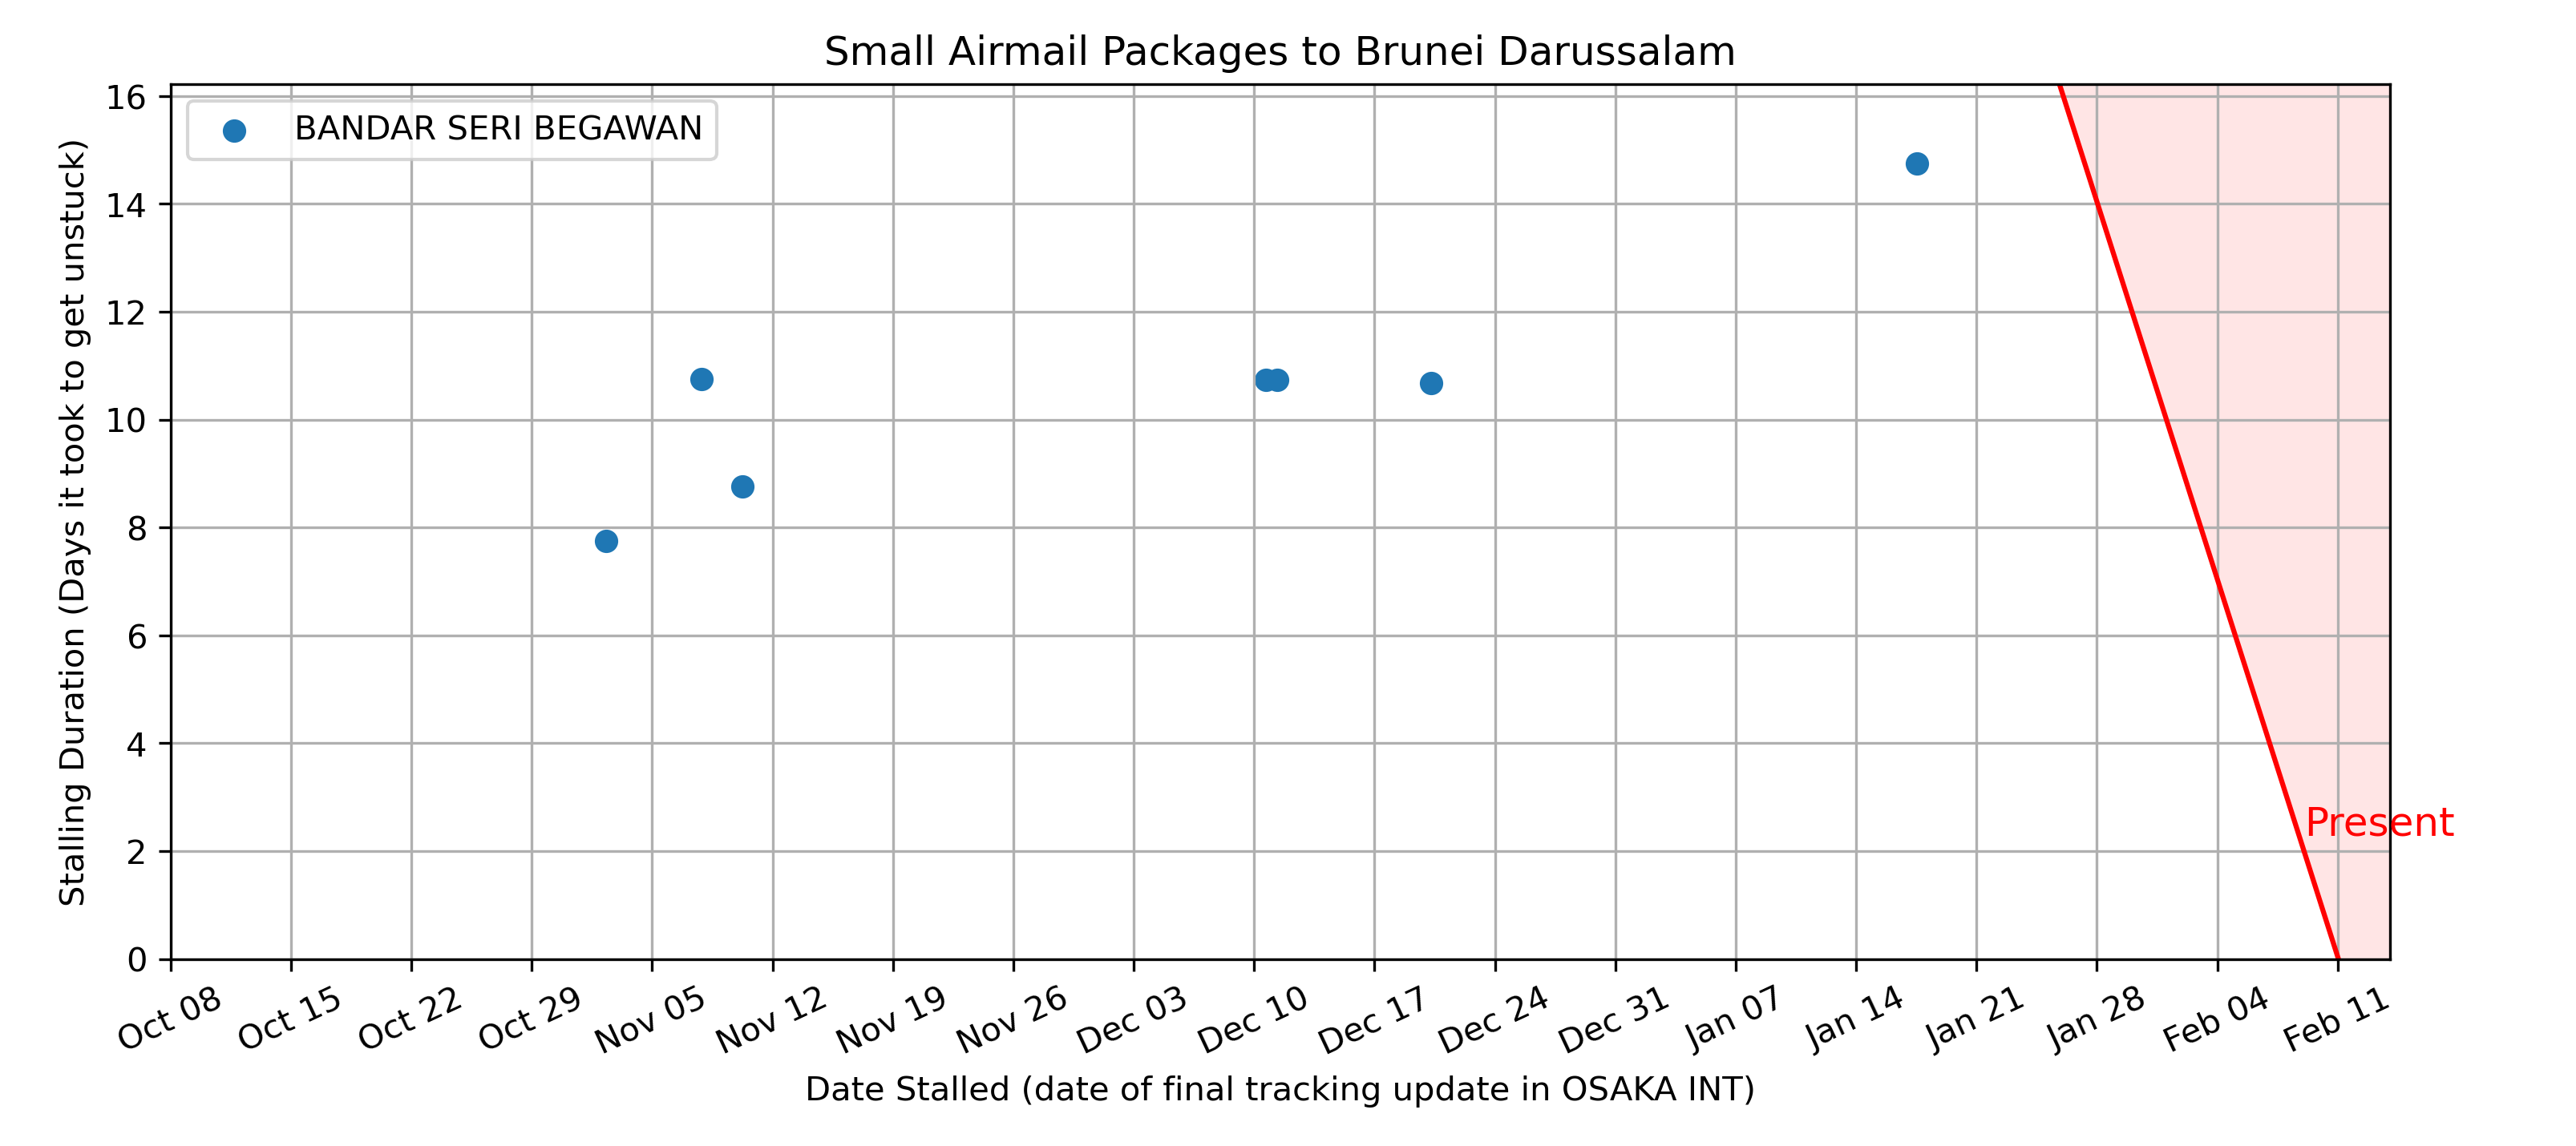 Small Airmail Packages to Brunei Darussalam
BANDAR SERI BEGAWAN
Stalling Duration (Days it took to get unstuck)
16
14
12
10
8
6
4
2
0
Present
Oct 08
Oct 15
Oct 22
Oct 29
Nov 05
Nov 12
Nov 19
Nov 26
Dec 03
Dec 10
Dec 17
Dec 24
Dec 31
Jan 07
Jan 14
Jan 21
Jan 28
Feb 04
Feb 11
Date Stalled (date of final tracking update in OSAKA INT)